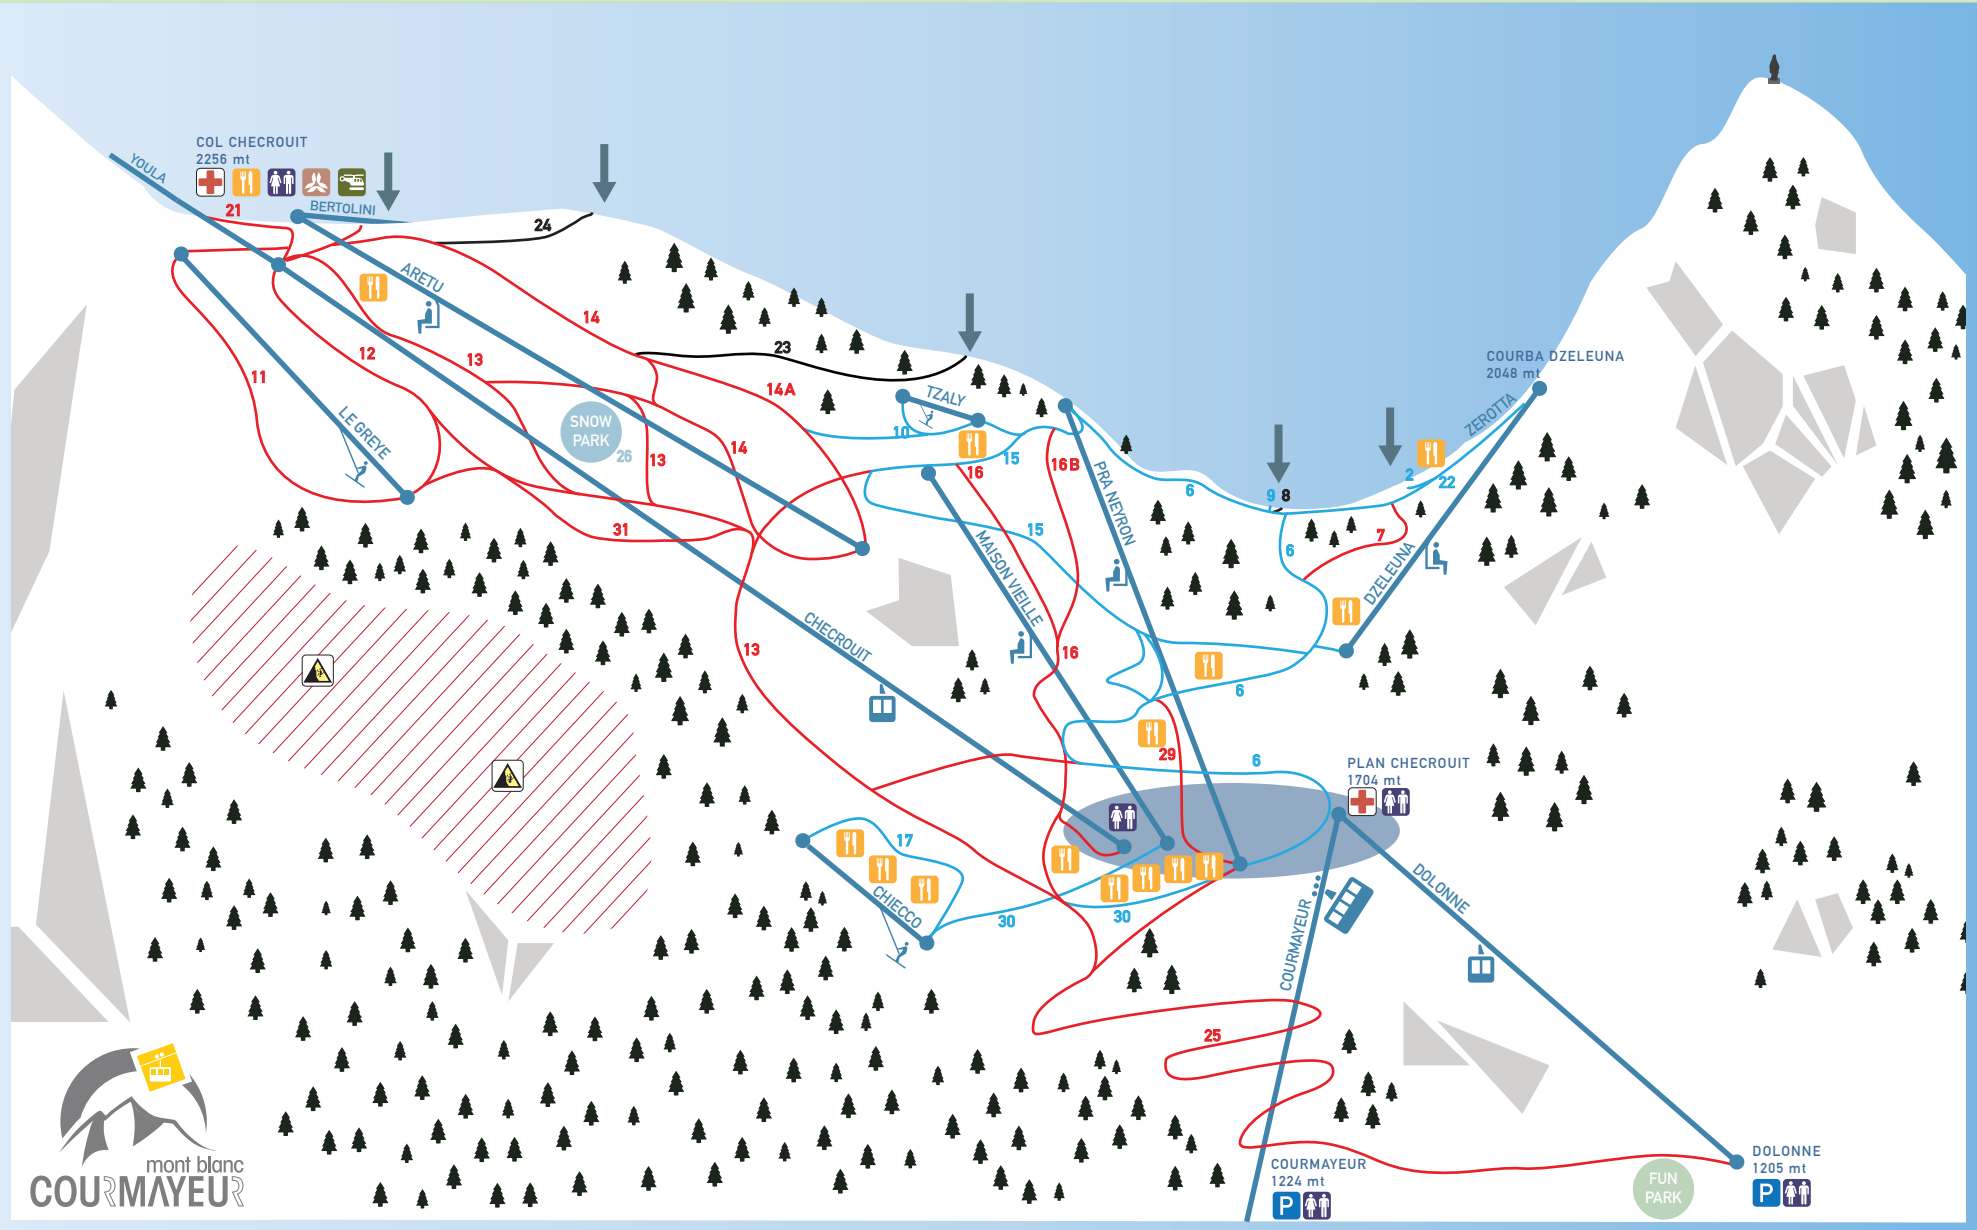 COL CHECROUIT
2256 mt
YOULA
21
BERTOLINI
24
ARETU
14
23
12
13
11
14A
TZALY
10
LE GREYE
SNOW
PARK
26
13
14
15
16
16B
PRA NEYRON
6
9
8
COURBA DZELEUNA
2048 mt
ZEROTTA
2
22
31
15
6
7
MAISON VIEILLE
DZELEUNA
CHECROUIT
13
16
6
29
6
PLAN CHECROUIT
1704 mt
17
CHIECCO
30
30
DOLONNE
COURMAYEUR
25
mont blanc
COURMAYEUR
COURMAYEUR
1224 mt
P
FUN
PARK
DOLONNE
1205 mt
P